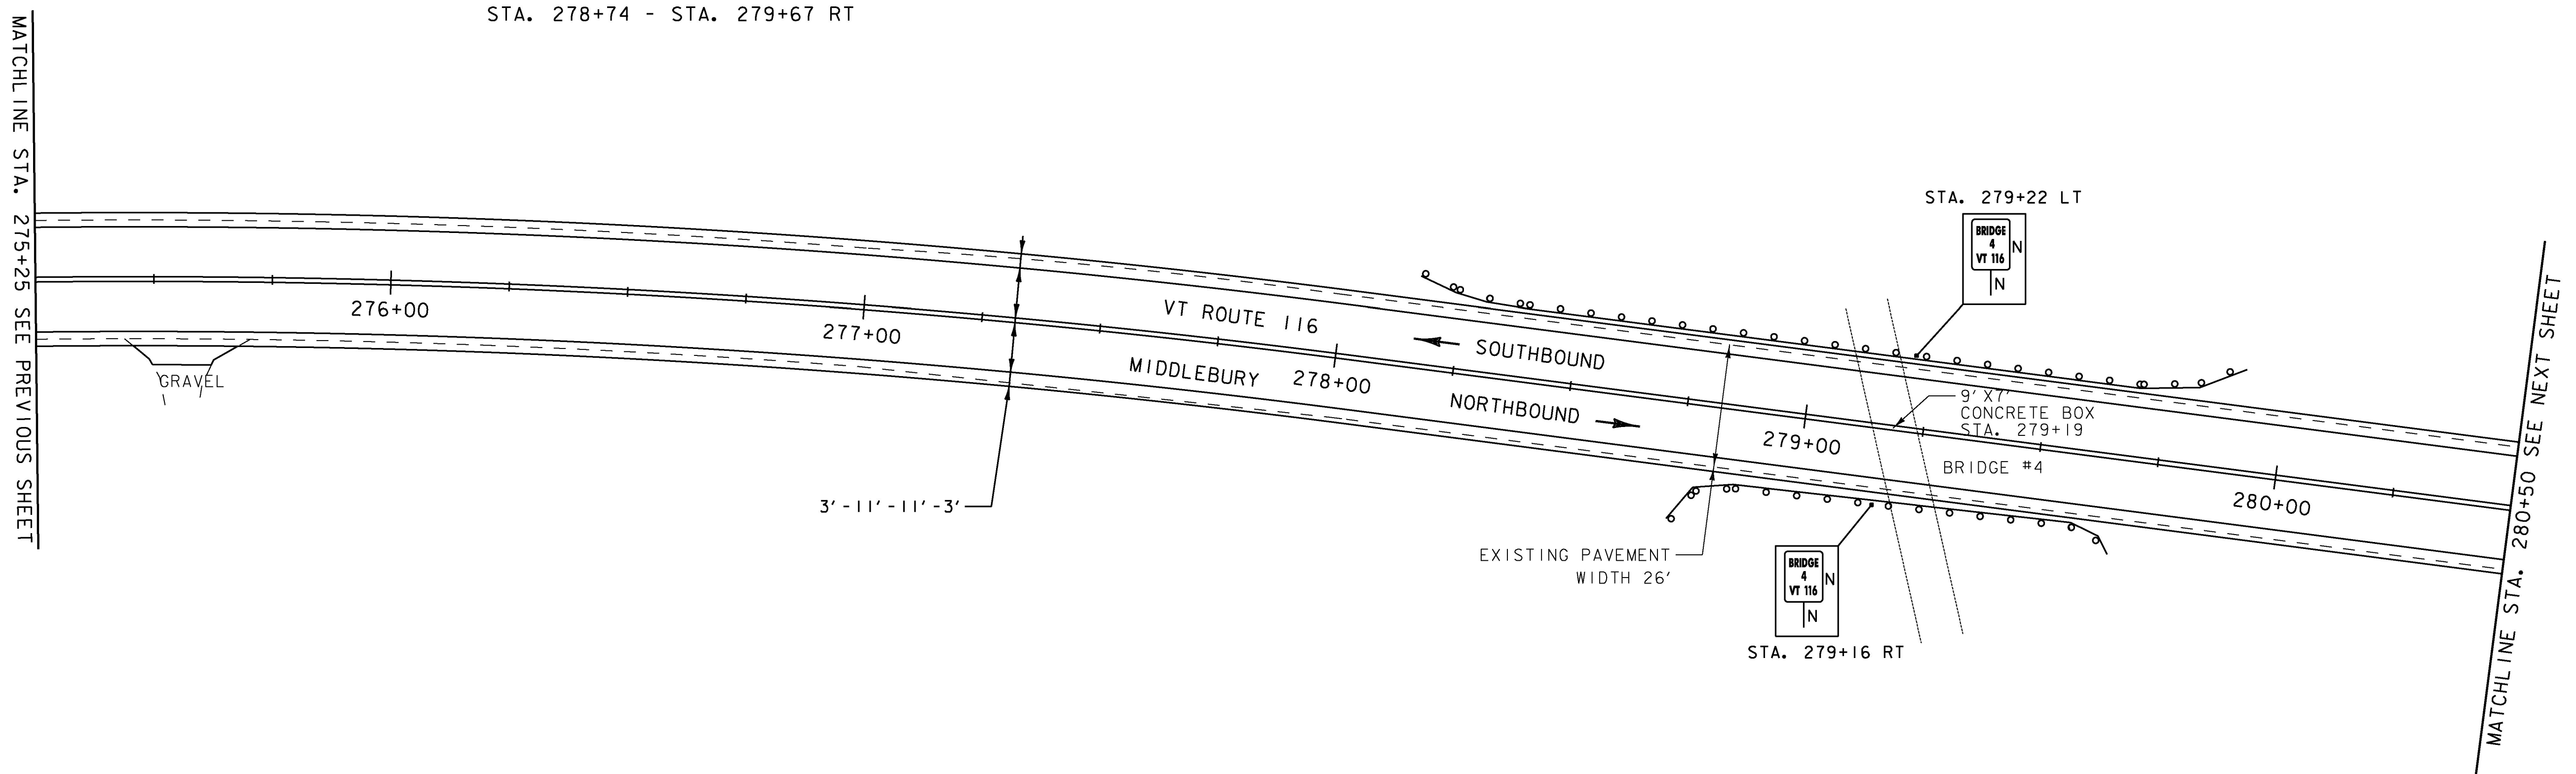 STA. 278+74 - STA. 279+67 RT
MATCHLINE STA. 275+25 SEE PREVIOUS SHEET
276+00
277+00
GRAVEL
3'-11'-11'-3'
VT ROUTE 116
MIDDLEBURY
278+00
SOUTHBOUND
NORTHBOUND
279+00
EXISTING PAVEMENT
WIDTH 26'
STA. 279+22 LT
BRIDGE
4
VT 116
N
N
9' X7'
CONCRETE BOX
STA. 279+19
BRIDGE #4
BRIDGE
4
VT 116
N
N
STA. 279+16 RT
280+00
MATCHLINE STA. 280+50 SEE NEXT SHEET